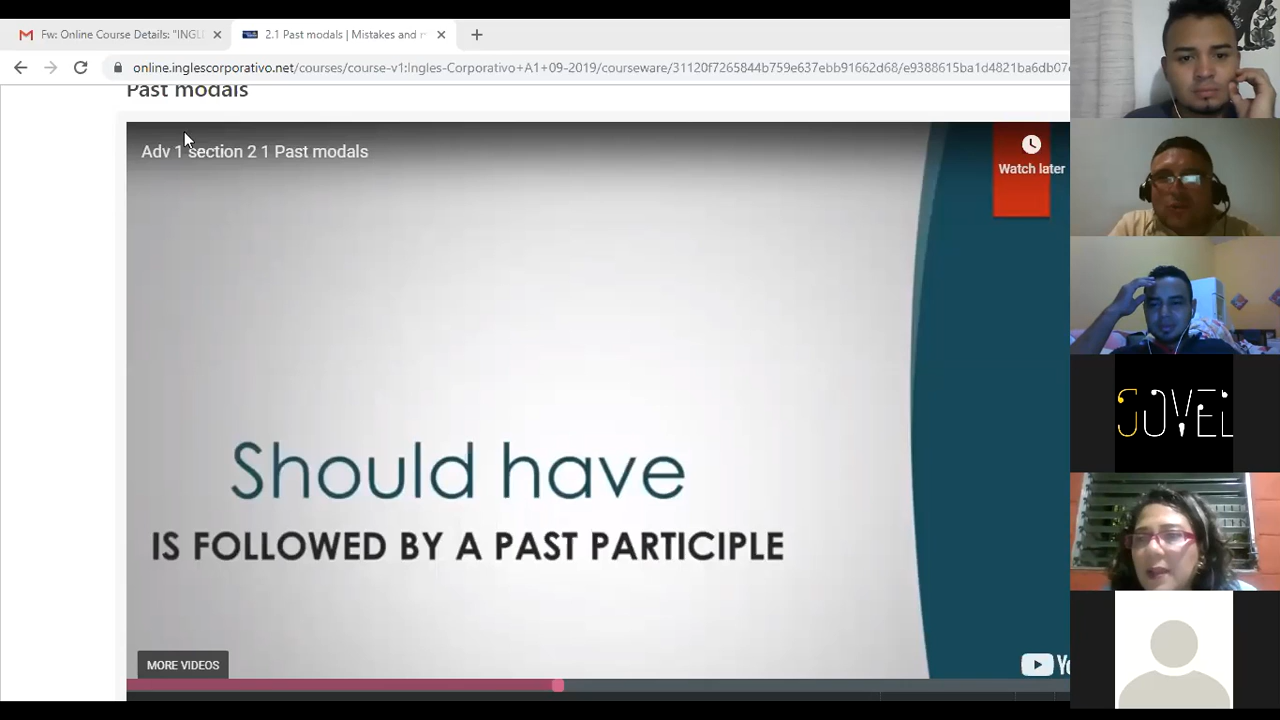 Fw: Online Course Details: "INGL
2.1 Past modals | Mistakes and m
online.inglescorporativo.net/courses/course-v1:Ingles-Corporativo+A1+09-2019/courseware/31120f7265844b759e637ebb91662d68/e9388615ba1d4821ba6db07
Past modals
Adv 1 section 2 1 Past modals
Watch later
Should have
IS FOLLOWED BY A PAST PARTICIPLE
MORE VIDEOS
JOVEL